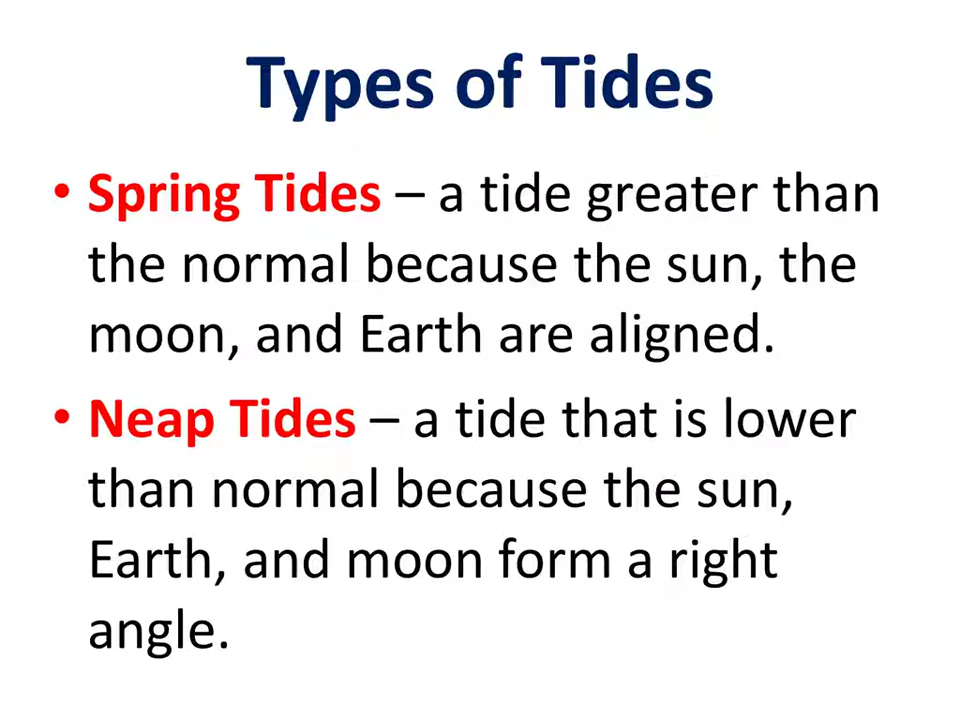 Types of Tides
• Spring Tides – a tide greater than
the normal because the sun, the
moon, and Earth are aligned.
• Neap Tides – a tide that is lower
than normal because the sun,
Earth, and moon form a right
angle.